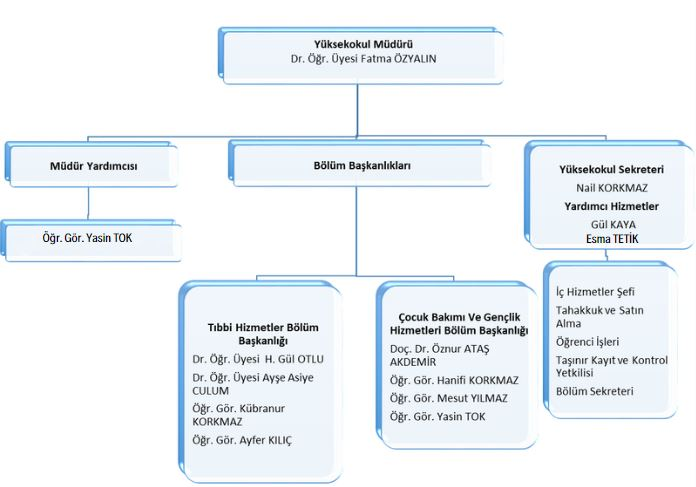 Yüksekokul Müdürü
Dr. Öğr. Üyesi Fatma ÖZYALIN
Müdür Yardımcısı
Öğr. Gör. Yasin TOK
Bölüm Başkanlıkları
Tıbbi Hizmetler Bölüm
Başkanlığı
Dr. Öğr. Üyesi H. Gül OTLU
Dr. Öğr. Üyesi Ayşe Asiye
CULUM
Öğr. Gör. Kübranur
KORKMAZ
Öğr. Gör. Ayfer KILIÇ
Çocuk Bakımı Ve Gençlik
Hizmetleri Bölüm Başkanlığı
Doç. Dr. Öznur ATAŞ
AKDEMİR
Öğr. Gör. Hanifi KORKMAZ
Öğr. Gör. Mesut YILMAZ
Öğr. Gör. Yasin TOK
Yüksekokul Sekreteri
Nail KORKMAZ
Yardımcı Hizmetler
Gül KAYA
Esma TETİK
İç Hizmetler Şefi
Tahakkuk ve Satın
Alma
Öğrenci İşleri
Taşınır Kayıt ve Kontrol
Yetkilisi
Bölüm Sekreteri